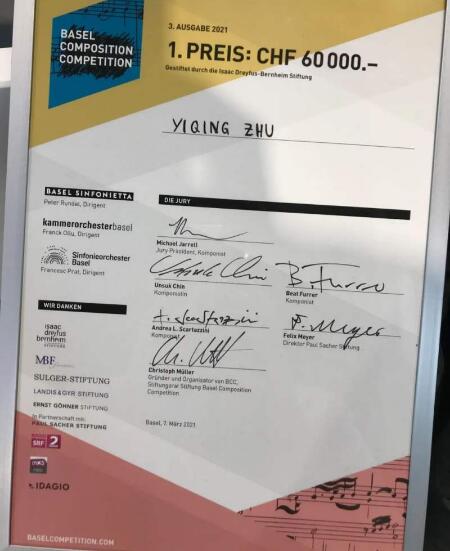 BASEL
COMPOSITION
COMPETITION
3. AUSGABE 2021
1. PREIS: CHF 60 000.–
Gestiftet durch die Isaac Dreyfus-Bernheim Stiftung
YIQING ZHU
BASEL SINFONIETTA
Peter Rundel, Dirigent
kammerorchesterbasel
Franck Ollu, Dirigent
Sinfonieorchester
Basel
Francesc Prat, Dirigent
DIE JURY
Michael Jarrell
Jury Präsident, Komponist
Unsuk Chin
Unsuk Chin
Komponistin
B. Furrer
Beat Furrer
Komponist
Andrea L. Scartazzini
Komponist
F. Meyer
Felix Meyer
Direktor Paul Sacher Stiftung
Christoph Müller
Gründer und Organisator von BCC,
Stiftungsrat Stiftung Basel Composition
Competition
Basel, 7. März 2021
WIR DANKEN
isaac
dreyfus
bernheim
STIFTUNG
MBF
SULGER-STIFTUNG
LANDIS&GYR STIFTUNG
ERNST GÖHNER STIFTUNG
In Partnerschaft mit:
PAUL SACHER STIFTUNG
SRF 2
IDAGIO
BASELCOMPETITION.COM